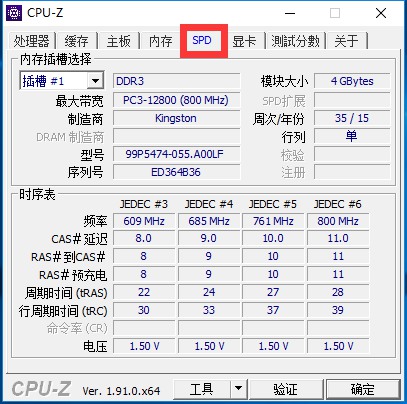 CPU-Z
处理器 缓存 主板 内存 SPD 显卡 測試分數 关于
内存插槽选择
插槽 #1 DDR3 模块大小 4 GBytes
最大带宽 PC3-12800 (800 MHz) SPD扩展
制造商 Kingston 周次/年份 35 / 15
DRAM 制造商 行列 单
型号 99P5474-055.A00LF 校验
序列号 ED364B36 注册
时序表
JEDEC #3 JEDEC #4 JEDEC #5 JEDEC #6
频率 609 MHz 685 MHz 761 MHz 800 MHz
CAS# 延迟 8.0 9.0 10.0 11.0
RAS# 到CAS# 8 9 10 11
RAS# 预充电 8 9 10 11
周期时间 (tRAS) 22 24 27 28
行周期时间 (tRC) 30 33 37 39
命令率 (CR)
电压 1.50 V 1.50 V 1.50 V 1.50 V
CPU-Z Ver. 1.91.0.x64 工具 验证 确定